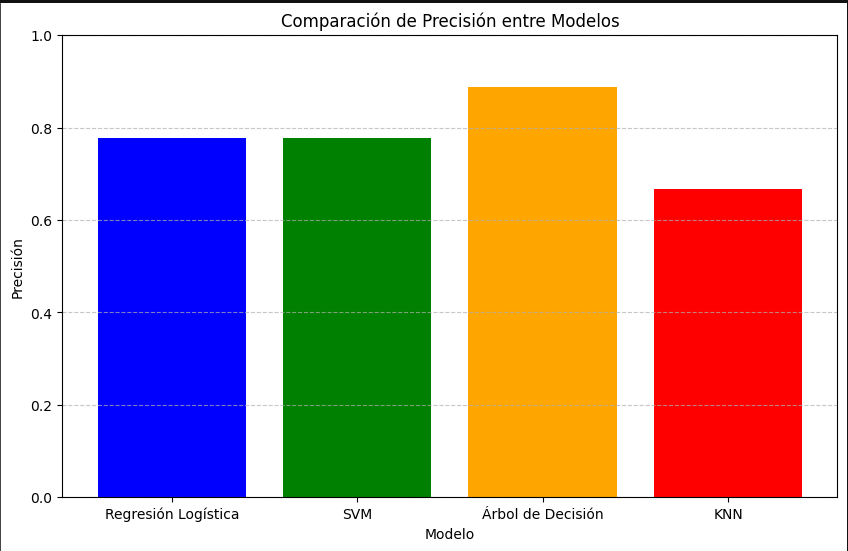 Comparación de Precisión entre Modelos
1.0
0.8
0.6
0.4
0.2
0.0
Precisión
Regresión Logística SVM Árbol de Decisión KNN
Modelo